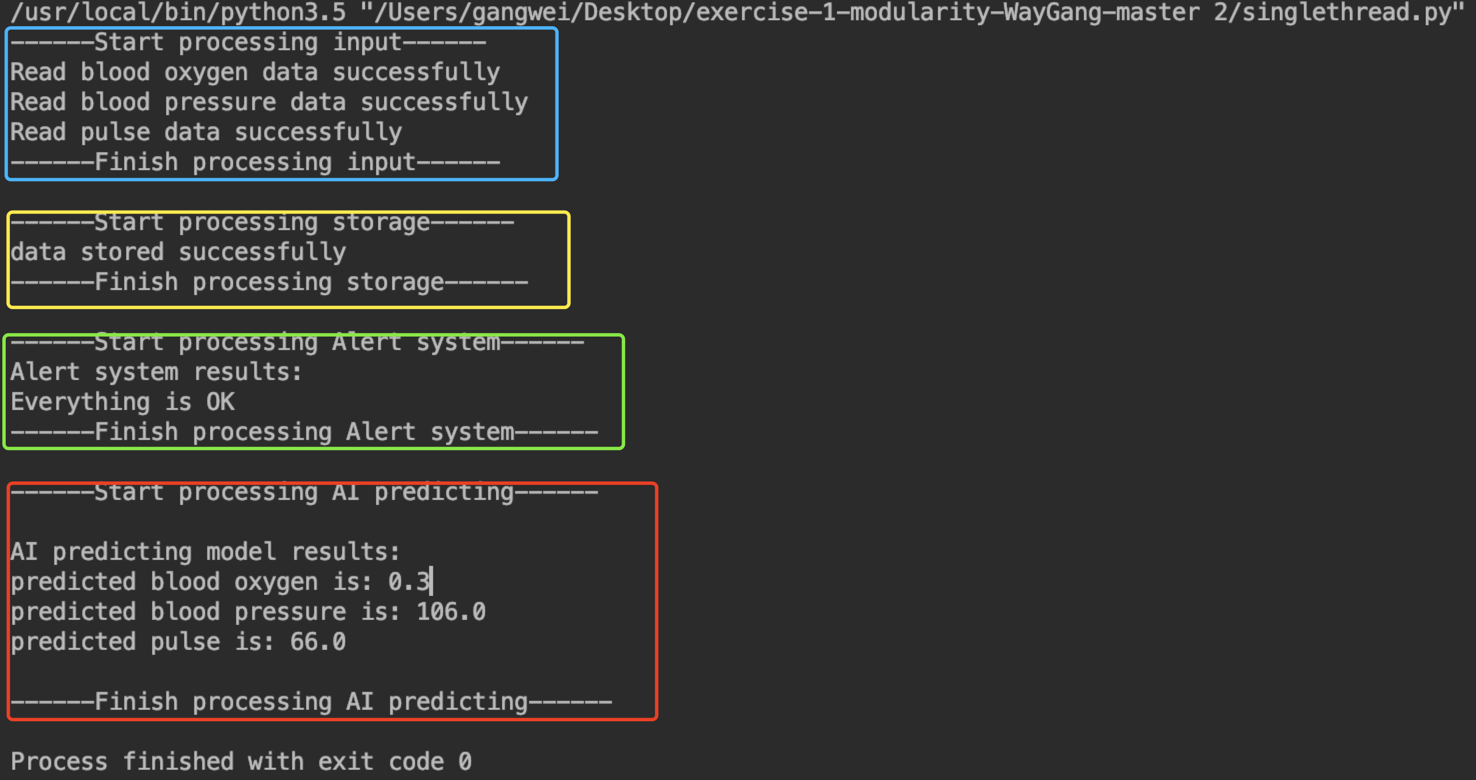 /usr/local/bin/python3.5 "/Users/gangwei/Desktop/exercise-1-modularity-WayGang-master 2/singlethread.py"
------Start processing input------
Read blood oxygen data successfully
Read blood pressure data successfully
Read pulse data successfully
------Finish processing input------
------Start processing storage------
data stored successfully
------Finish processing storage------
------Start processing Alert system------
Alert system results:
Everything is OK
------Finish processing Alert system------
------Start processing AI predicting------
AI predicting model results:
predicted blood oxygen is: 0.3
predicted blood pressure is: 106.0
predicted pulse is: 66.0
------Finish processing AI predicting------
Process finished with exit code 0